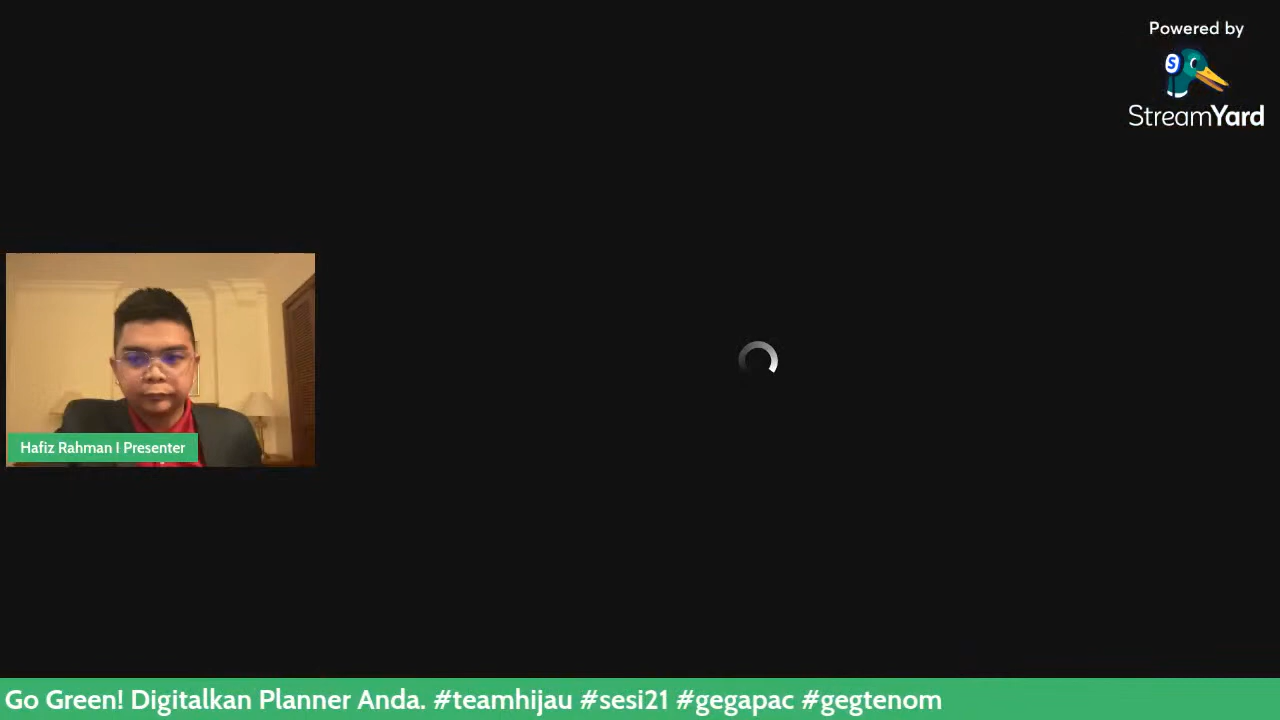 Powered by
S
StreamYard
Hafiz Rahman I Presenter
Go Green! Digitalkan Planner Anda. #teamhijau #sesi21 #gegapac #gegtenom